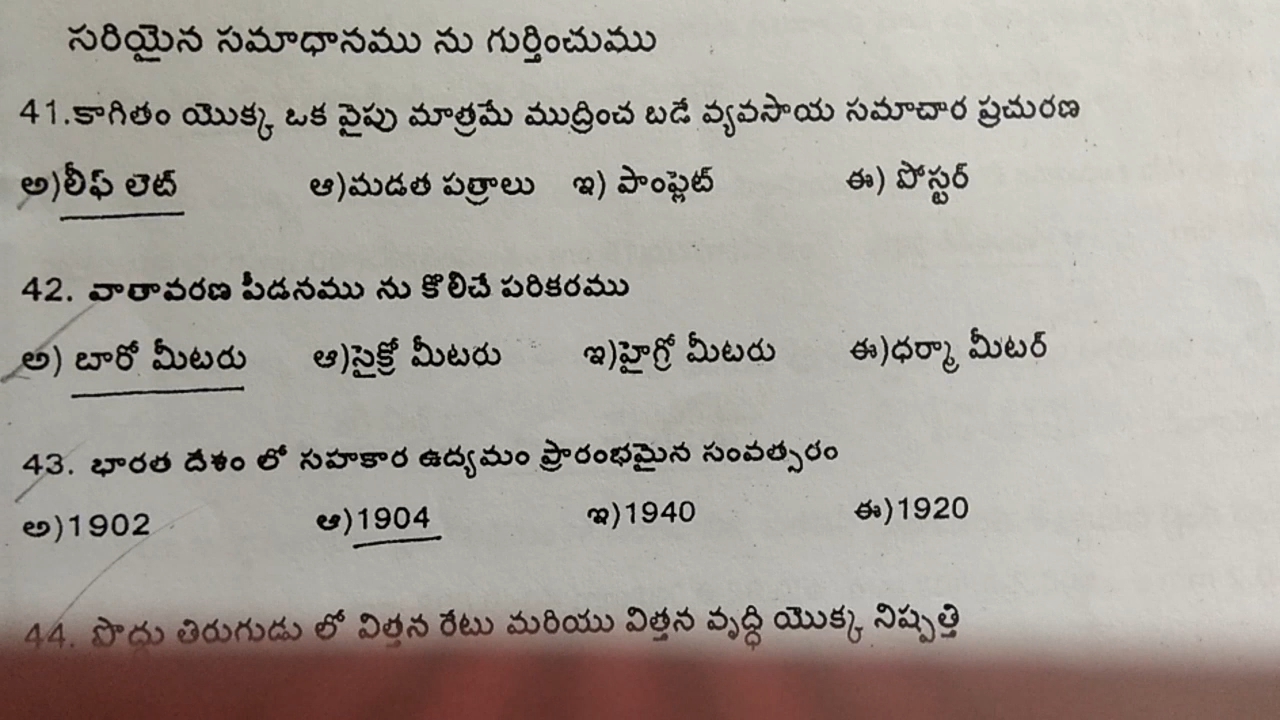 సరియైన సమాధానము ను గుర్తించుము
41.కాగితం యొక్క ఒక వైపు మాత్రమే ముద్రించ బడే వ్యవసాయ సమాచార ప్రచురణ
అ)లీఫ్ లెట్ ఆ)మడత పత్రాలు ఇ) పాంప్లెట్ ఈ) పోస్టర్
42. వాతావరణ పీడనము ను కొలిచే పరికరము
అ) బారో మీటరు ఆ)సైక్రో మీటరు ఇ)హైగ్రో మీటరు ఈ)ధర్మా మీటర్
43. భారత దేశం లో సహకార ఉద్యమం ప్రారంభమైన సంవత్సరం
అ)1902 ఆ)1904 ఇ)1940 ఈ)1920
44. పొద్దు తిరుగుడు లో విత్తన రేటు మరియు విత్తన వృద్ధి యొక్క నిష్పత్తి